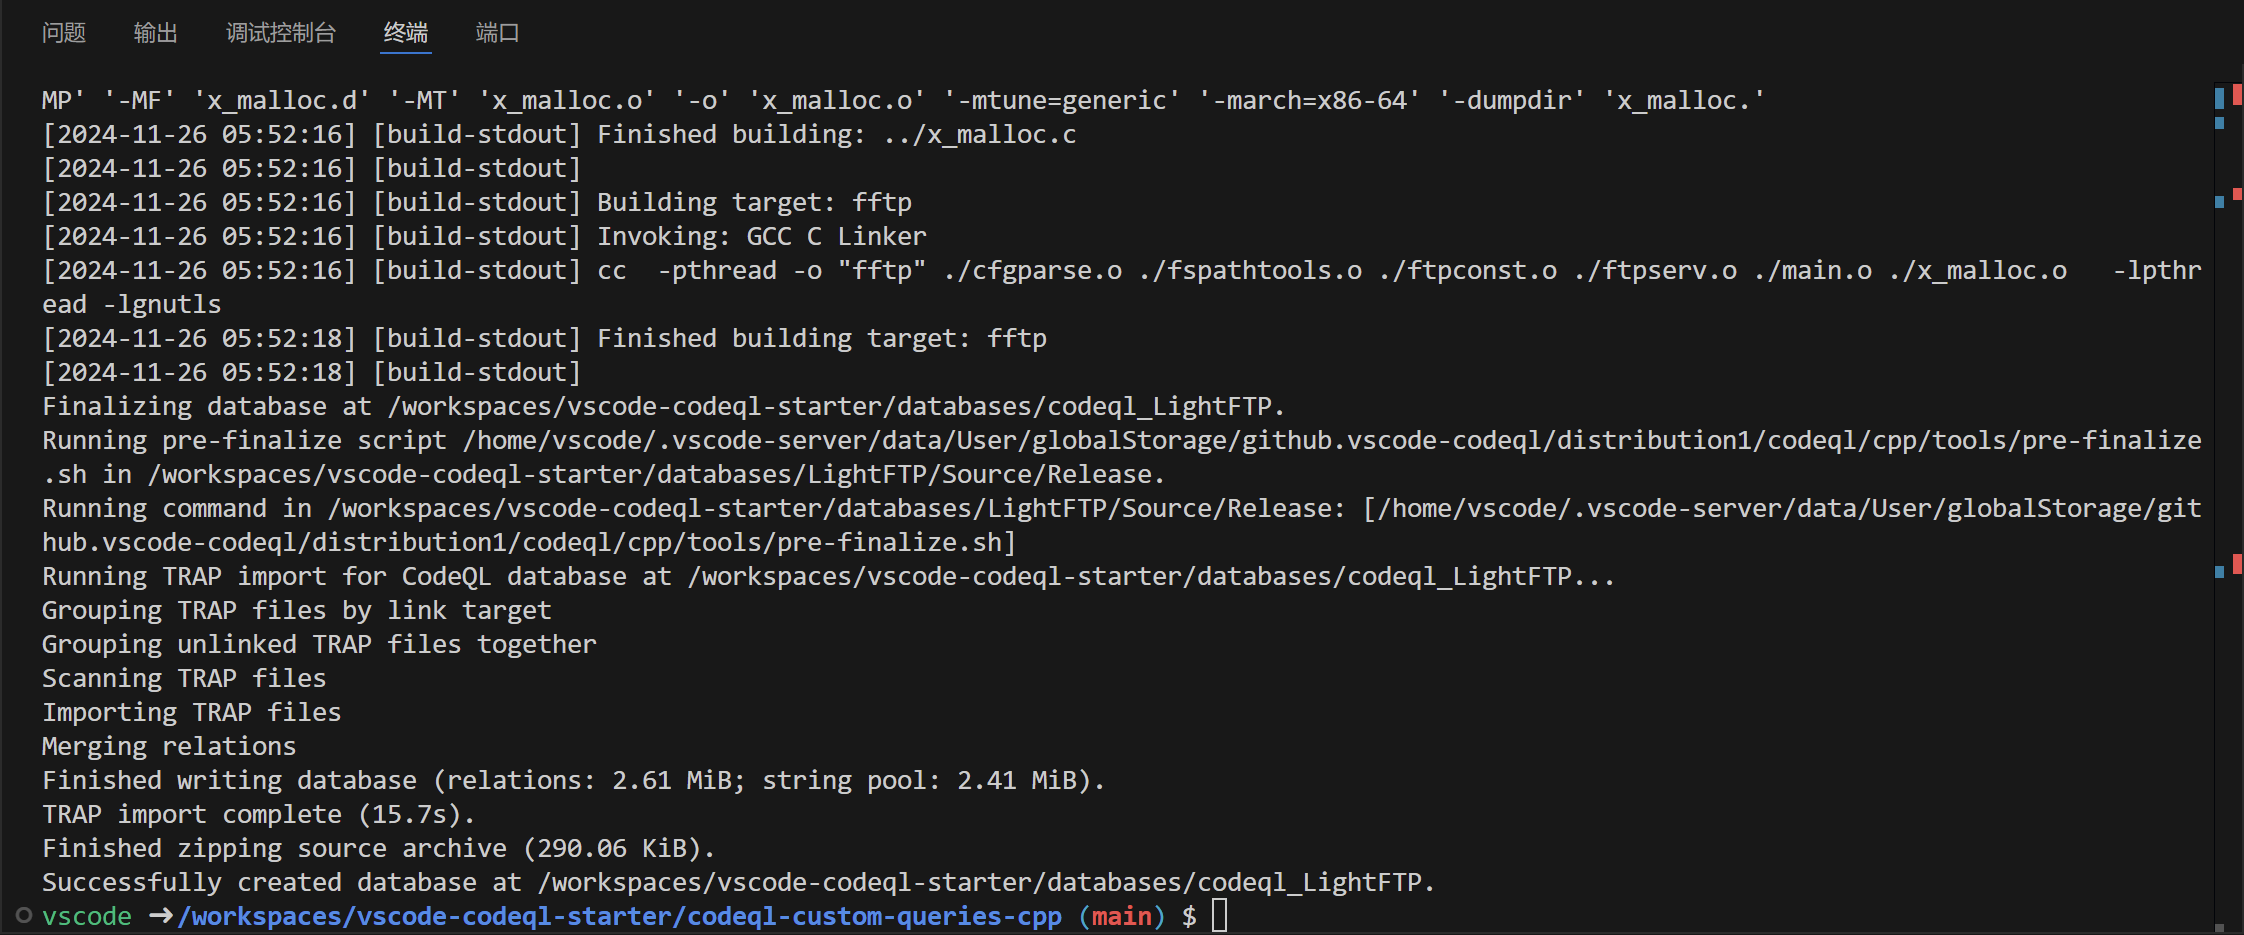 问题 输出 调试控制台 终端 端口
MP' '-MF' 'x_malloc.d' '-MT' 'x_malloc.o' '-o' 'x_malloc.o' '-mtune=generic' '-march=x86-64' '-dumpdir' 'x_malloc.'
[2024-11-26 05:52:16] [build-stdout] Finished building: ../x_malloc.c
[2024-11-26 05:52:16] [build-stdout]
[2024-11-26 05:52:16] [build-stdout] Building target: fftp
[2024-11-26 05:52:16] [build-stdout] Invoking: GCC C Linker
[2024-11-26 05:52:16] [build-stdout] cc  -pthread -o "fftp" ./cfgparse.o ./fspathtools.o ./ftpconst.o ./ftpserv.o ./main.o ./x_malloc.o   -lpthr
ead -lgnutls
[2024-11-26 05:52:18] [build-stdout] Finished building target: fftp
[2024-11-26 05:52:18] [build-stdout]
Finalizing database at /workspaces/vscode-codeql-starter/databases/codeql_LightFTP.
Running pre-finalize script /home/vscode/.vscode-server/data/User/globalStorage/github.vscode-codeql/distribution1/codeql/cpp/tools/pre-finalize
.sh in /workspaces/vscode-codeql-starter/databases/LightFTP/Source/Release.
Running command in /workspaces/vscode-codeql-starter/databases/LightFTP/Source/Release: [/home/vscode/.vscode-server/data/User/globalStorage/git
hub.vscode-codeql/distribution1/codeql/cpp/tools/pre-finalize.sh]
Running TRAP import for CodeQL database at /workspaces/vscode-codeql-starter/databases/codeql_LightFTP...
Grouping TRAP files by link target
Grouping unlinked TRAP files together
Scanning TRAP files
Importing TRAP files
Merging relations
Finished writing database (relations: 2.61 MiB; string pool: 2.41 MiB).
TRAP import complete (15.7s).
Finished zipping source archive (290.06 KiB).
Successfully created database at /workspaces/vscode-codeql-starter/databases/codeql_LightFTP.
vscode ➜ /workspaces/vscode-codeql-starter/codeql-custom-queries-cpp (main) $